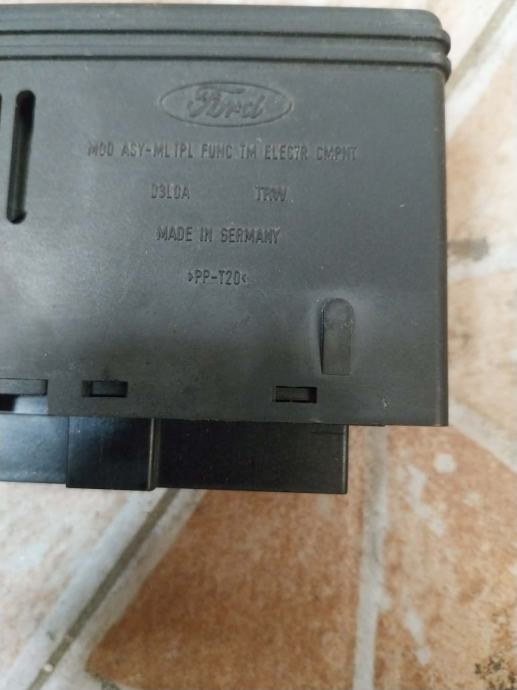 Ford
MOD ASY-MLTPL FUNC TM ELECTR CMPNT
D3L0A TRW
MADE IN GERMANY
>PP-T20<